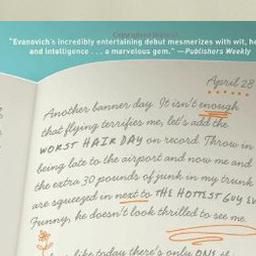 "Evanovich's incredibly entertaining debut mesmerizes with wit, he
and intelligence . . . a marvelous gem." —Publishers Weekly
April 28
Another banner day. It isn't enough
that flying terrifies me, let's add the
WORST HAIR DAY on record. Throw in
being late to the airport and now me and
the extra 30 pounds of junk in my trunk
are squeezed in next to THE HOTTEST GUY EV
Funny, he doesn't look thrilled to see me.
like today there's only ONE